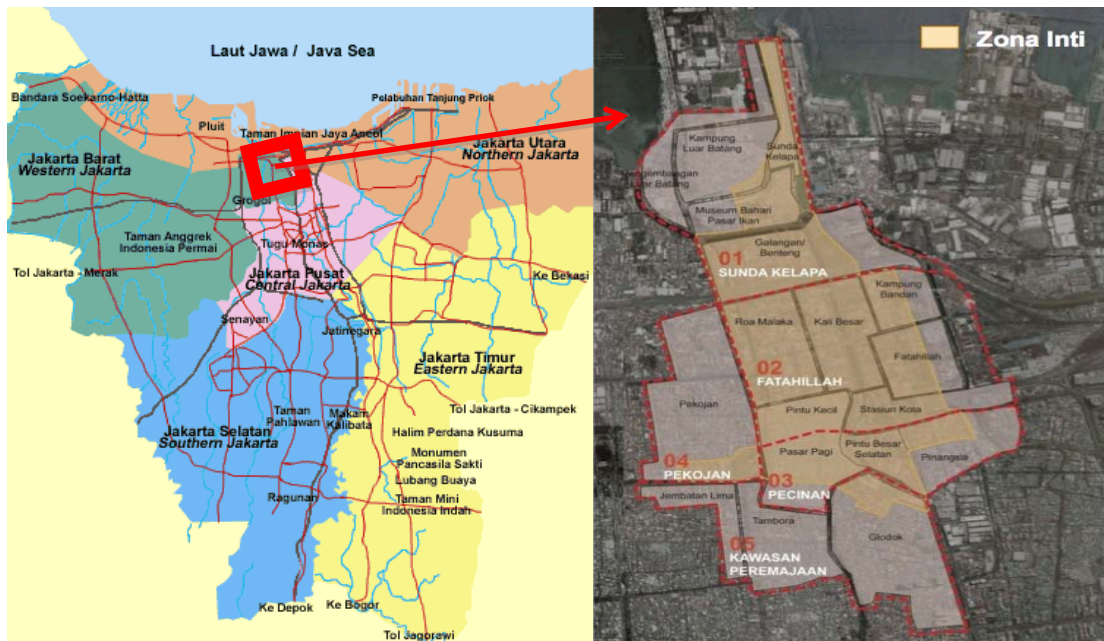 Laut Jawa / Java Sea
Bandara Soekarno-Hatta
Pelabuhan Tanjung Priok
Pluit
Taman Impian Jaya Ancol
Jakarta Barat
Western Jakarta
Jakarta Utara
Northern Jakarta
Grogol
Taman Anggrek
Indonesia Permai
Tugu Monas
Tol Jakarta - Merak
Jakarta Pusat
Central Jakarta
Ke Bekasi
Senayan
Jatinegara
Jakarta Timur
Eastern Jakarta
Tol Jakarta - Cikampek
Taman
Pahlawan
Makam
Kalibata
Jakarta Selatan
Southern Jakarta
Halim Perdana Kusuma
Monumen
Pancasila Sakti
Lubang Buaya
Ragunan
Taman Mini
Indonesia Indah
Ke Depok
Ke Bogor
Tol Jagorawi
Zona Inti
Kampung
Luar Batang
Sunda
Kelapa
Pengembangan
Luar Batang
Museum Bahari
Pasar Ikan
Galangan/
Benteng
01
SUNDA KELAPA
Kampung
Bandan
Roa Malaka
Kali Besar
Fatahillah
02
FATAHILLAH
Pekojan
Pintu Kecil
Stasiun Kota
Pasar Pagi
Pintu Besar
Selatan
Pinangsia
04
PEKOJAN
03
PECINAN
Jembatan Lima
Tambora
Glodok
05
KAWASAN
PEREMAJAAN